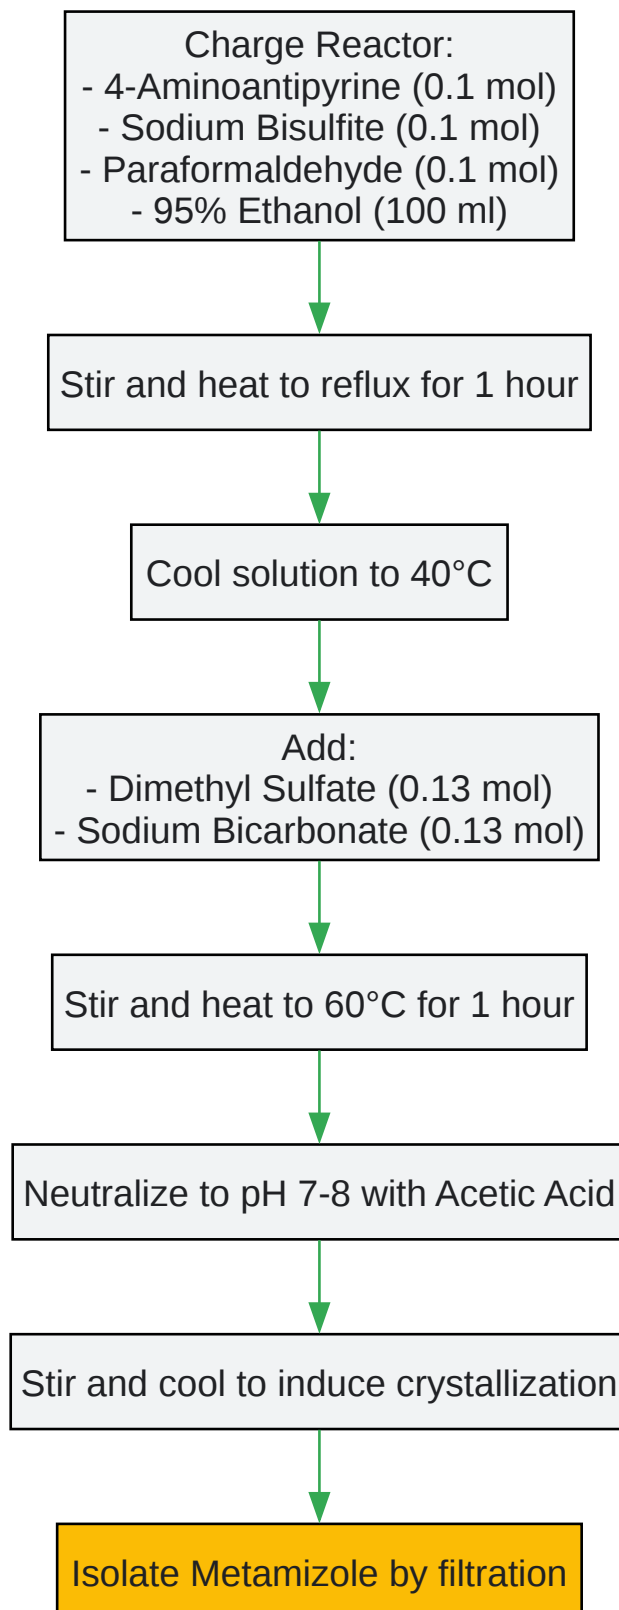 Charge Reactor:
- 4-Aminoantipyrine (0.1 mol)
- Sodium Bisulfite (0.1 mol)
- Paraformaldehyde (0.1 mol)
- 95% Ethanol (100 ml)
Stir and heat to reflux for 1 hour
Cool solution to 40°C
Add:
- Dimethyl Sulfate (0.13 mol)
- Sodium Bicarbonate (0.13 mol)
Stir and heat to 60°C for 1 hour
Neutralize to pH 7-8 with Acetic Acid
Stir and cool to induce crystallization
Isolate Metamizole by filtration